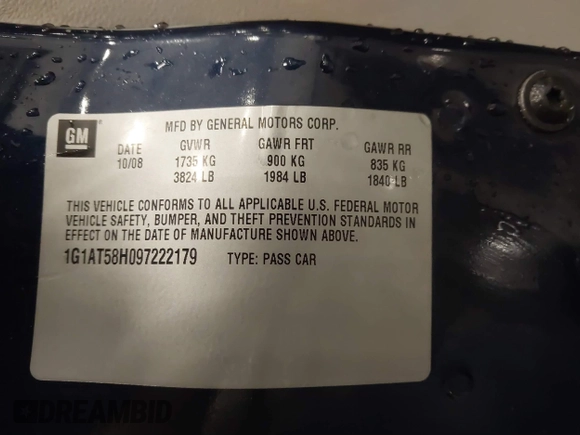 GM
MFD BY GENERAL MOTORS CORP.
DATE GVWR GAWR FRT GAWR RR
10/08 1735 KG 900 KG 835 KG
3824 LB 1984 LB 1840 LB
THIS VEHICLE CONFORMS TO ALL APPLICABLE U.S. FEDERAL MOTOR
VEHICLE SAFETY, BUMPER, AND THEFT PREVENTION STANDARDS IN
EFFECT ON THE DATE OF MANUFACTURE SHOWN ABOVE.
1G1AT58H097222179 TYPE: PASS CAR
DREAMBID